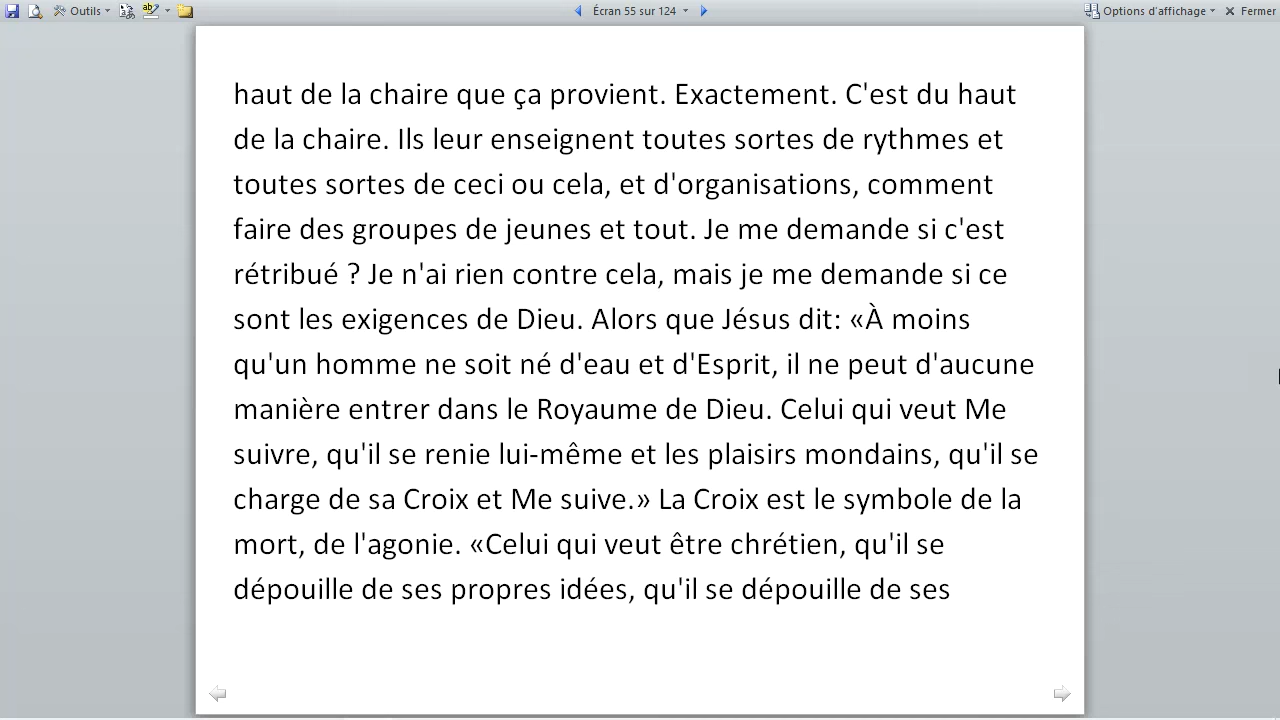 Outils
Écran 55 sur 124
Options d'affichage
Fermer
haut de la chaire que ça provient. Exactement. C'est du haut
de la chaire. Ils leur enseignent toutes sortes de rythmes et
toutes sortes de ceci ou cela, et d'organisations, comment
faire des groupes de jeunes et tout. Je me demande si c'est
rétribué ? Je n'ai rien contre cela, mais je me demande si ce
sont les exigences de Dieu. Alors que Jésus dit: «À moins
qu'un homme ne soit né d'eau et d'Esprit, il ne peut d'aucune
manière entrer dans le Royaume de Dieu. Celui qui veut Me
suivre, qu'il se renie lui-même et les plaisirs mondains, qu'il se
charge de sa Croix et Me suive.» La Croix est le symbole de la
mort, de l'agonie. «Celui qui veut être chrétien, qu'il se
dépouille de ses propres idées, qu'il se dépouille de ses